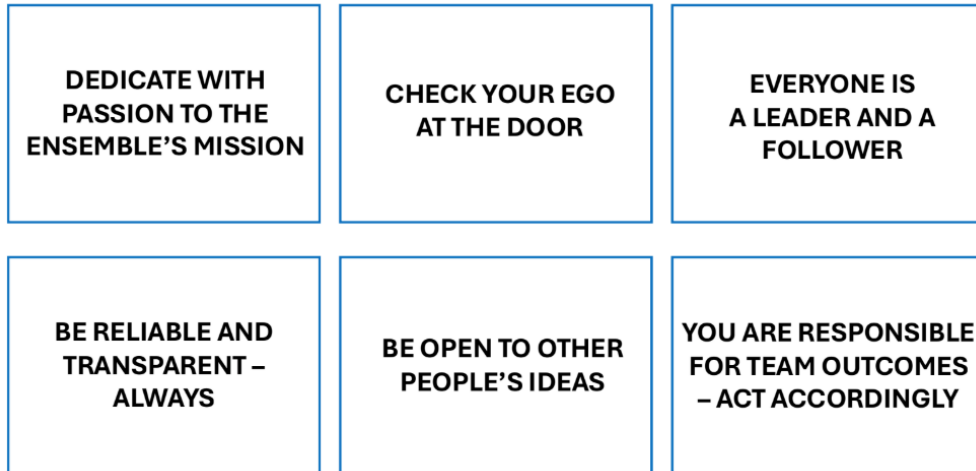 DEDICATE WITH
PASSION TO THE
ENSEMBLE’S MISSION
CHECK YOUR EGO
AT THE DOOR
EVERYONE IS
A LEADER AND A
FOLLOWER
BE RELIABLE AND
TRANSPARENT –
ALWAYS
BE OPEN TO OTHER
PEOPLE’S IDEAS
YOU ARE RESPONSIBLE
FOR TEAM OUTCOMES
– ACT ACCORDINGLY